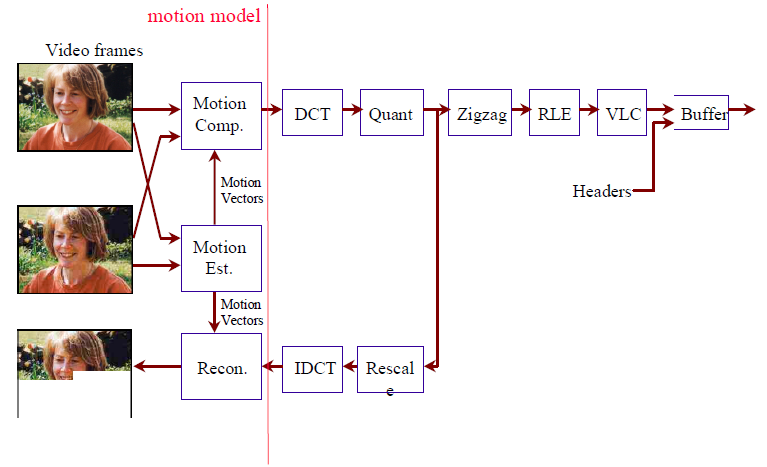 motion model
Video frames
Motion
Comp.
DCT
Quant
Zigzag
RLE
VLC
Buffer
Motion
Vectors
Headers
Motion
Est.
Motion
Vectors
Recon.
IDCT
Rescal
e